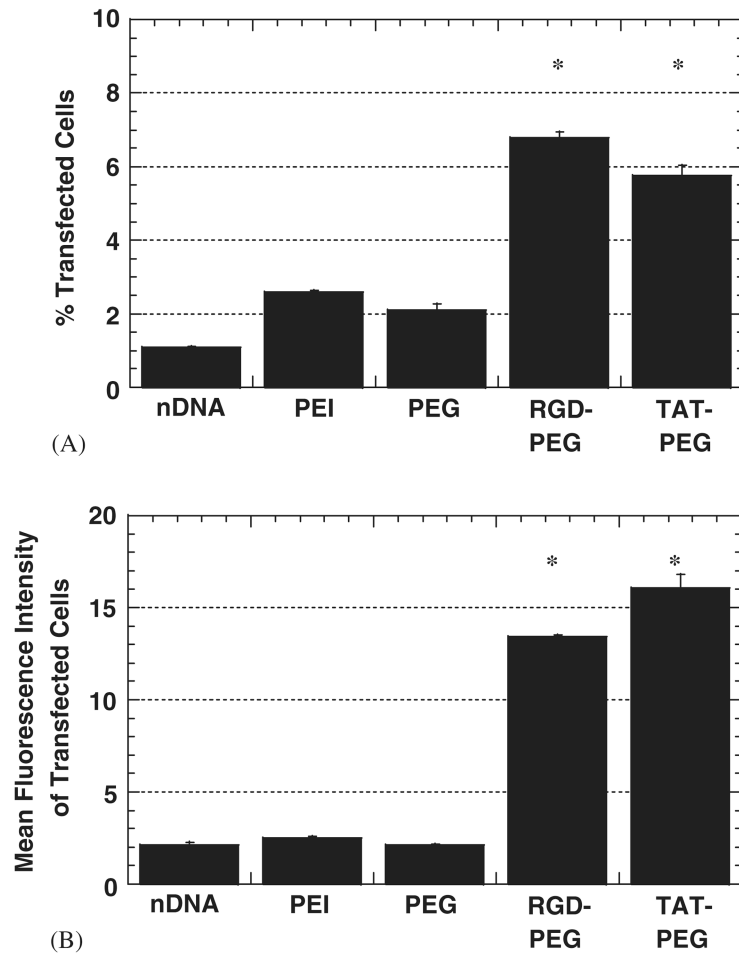 10
8
6
4
2
0
% Transfected Cells
* *
nDNA PEI PEG RGD- TAT-
PEG PEG
(A)
20
15
10
5
0
Mean Fluorescence Intensity
of Transfected Cells
* *
nDNA PEI PEG RGD- TAT-
PEG PEG
(B)